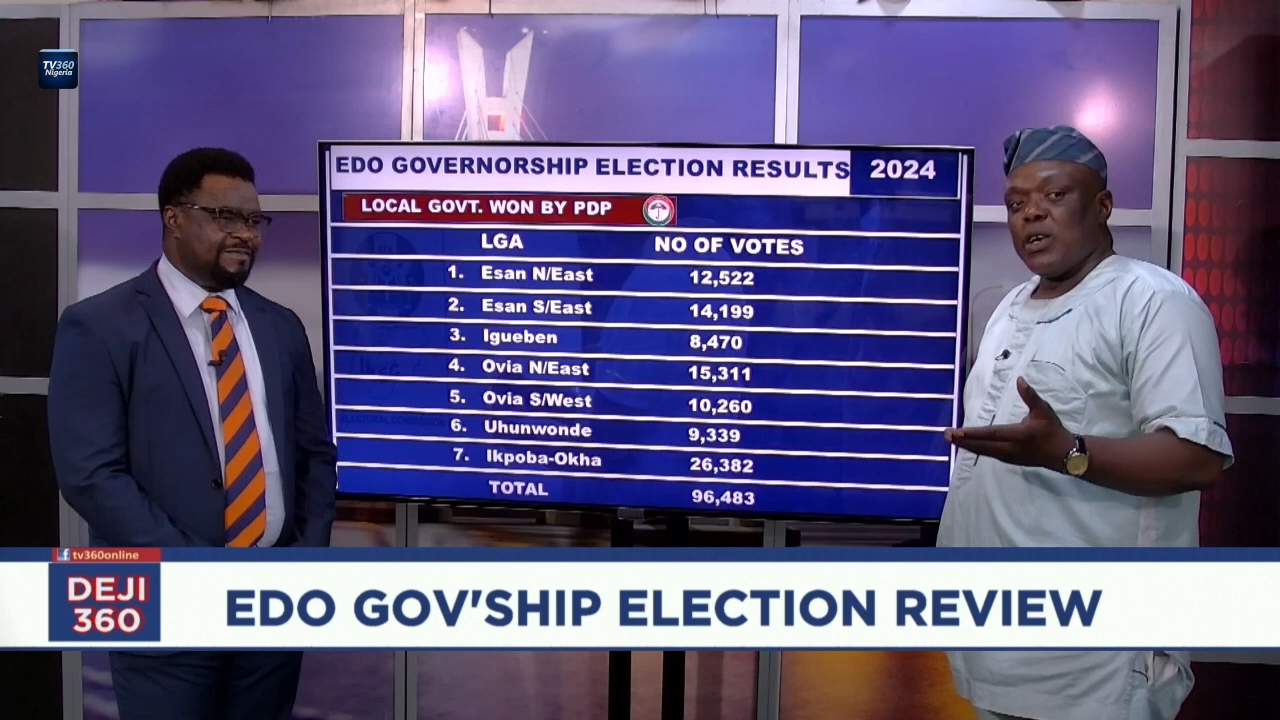 TV360
Nigeria
EDO GOVERNORSHIP ELECTION RESULTS 2024
LOCAL GOVT. WON BY PDP
LGA NO OF VOTES
1. Esan N/East 12,522
2. Esan S/East 14,199
3. Igueben 8,470
4. Ovia N/East 15,311
5. Ovia S/West 10,260
6. Uhunwonde 9,339
7. Ikpoba-Okha 26,382
TOTAL 96,483
f tv360online
DEJI
360
EDO GOV'SHIP ELECTION REVIEW